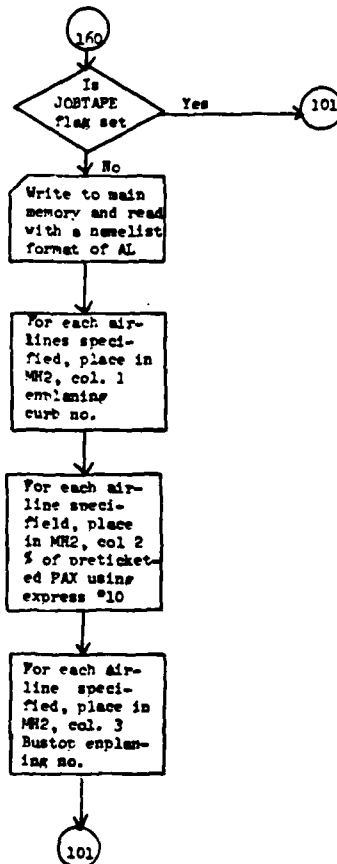 160
Is
JOBTAPE
flag set
Yes
101
No
Write to main
memory and read
with a namelist
format of AL
For each air-
lines specified,
place in
MH2, col. 1
enplaning
curb no.
For each air-
line speci-
field, place
in MH2, col 2
% of preticket-
ed PAX using
express *10
For each air-
line speci-
fied, place in
MH2, col. 3
Bustop enplan-
ing no.
101